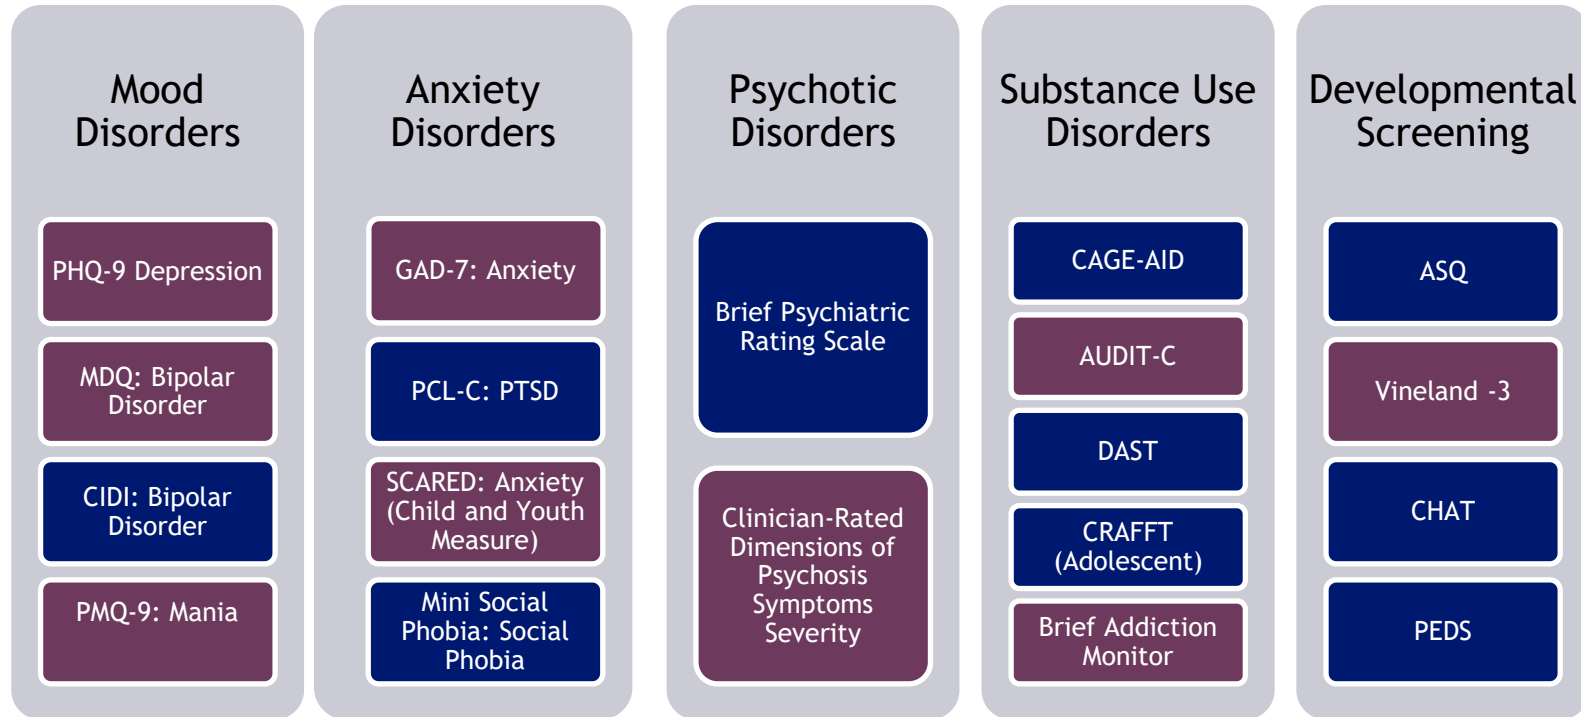 Mood
Disorders
PHQ-9 Depression
MDQ: Bipolar
Disorder
CIDI: Bipolar
Disorder
PMQ-9: Mania
Anxiety
Disorders
GAD-7: Anxiety
PCL-C: PTSD
SCARED: Anxiety
(Child and Youth
Measure)
Mini Social
Phobia: Social
Phobia
Psychotic
Disorders
Brief Psychiatric
Rating Scale
Clinician-Rated
Dimensions of
Psychosis
Symptoms
Severity
Substance Use
Disorders
CAGE-AID
AUDIT-C
DAST
CRAFFT
(Adolescent)
Brief Addiction
Monitor
Developmental
Screening
ASQ
Vineland -3
CHAT
PEDS